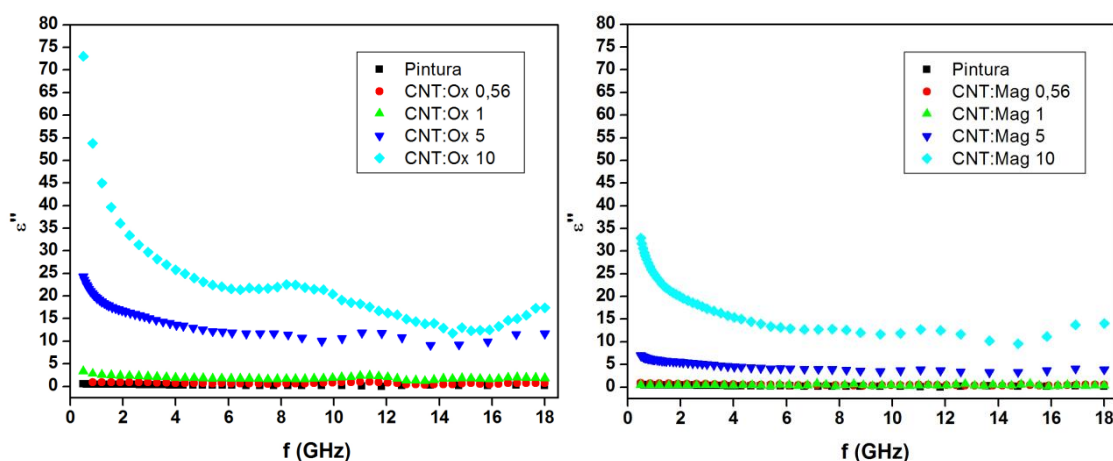 80
75
70
65
60
55
50
45
40
35
30
25
20
15
10
5
0
ε''
Pintura
CNT:Ox 0,56
CNT:Ox 1
CNT:Ox 5
CNT:Ox 10
0 2 4 6 8 10 12 14 16 18
f (GHz)
80
75
70
65
60
55
50
45
40
35
30
25
20
15
10
5
0
ε''
Pintura
CNT:Mag 0,56
CNT:Mag 1
CNT:Mag 5
CNT:Mag 10
0 2 4 6 8 10 12 14 16 18
f (GHz)